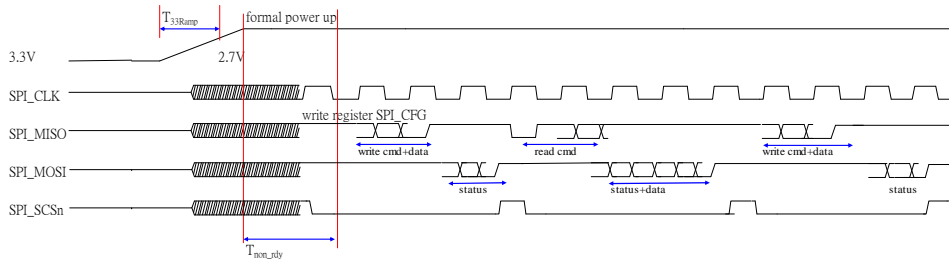 T33Ramp
formal power up
3.3V
2.7V
SPI_CLK
write register SPI_CFG
SPI_MISO
write cmd+data
read cmd
write cmd+data
SPI_MOSI
status
status+data
status
SPI_SCSn
Tnon_rdy